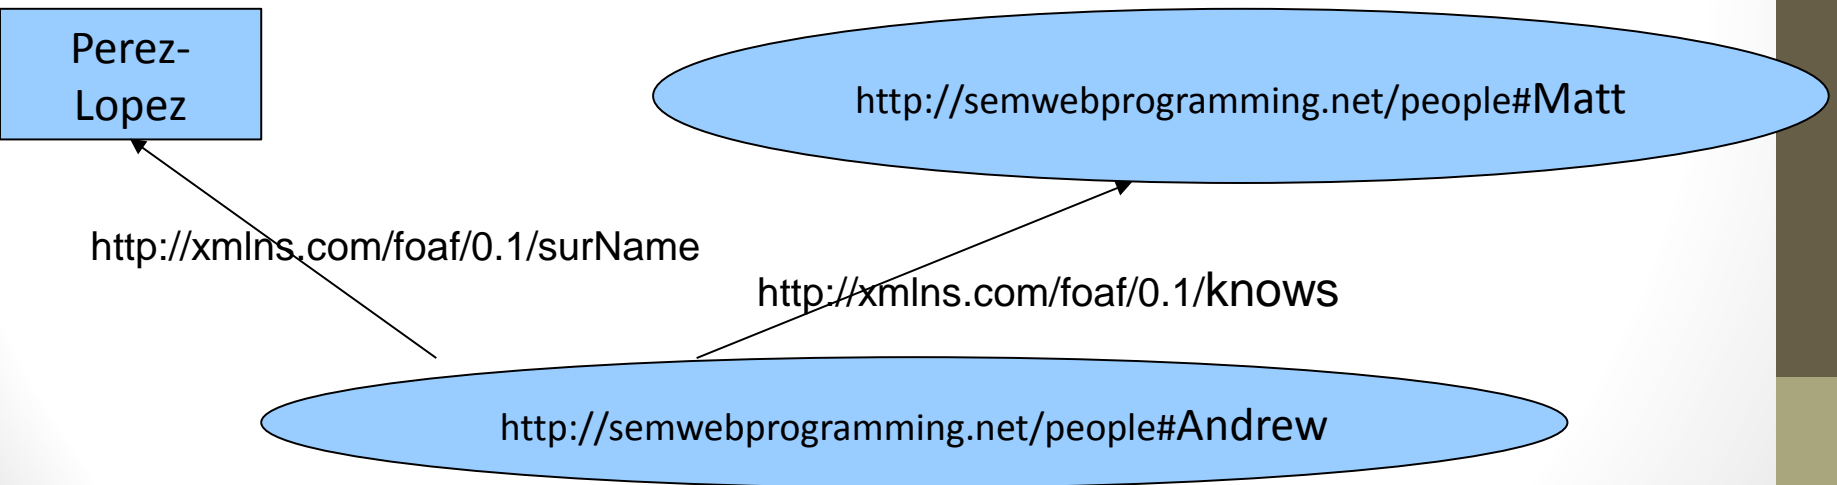 Perez-
Lopez
http://semwebprogramming.net/people#Matt
http://xmlns.com/foaf/0.1/surName
http://xmlns.com/foaf/0.1/knows
http://semwebprogramming.net/people#Andrew